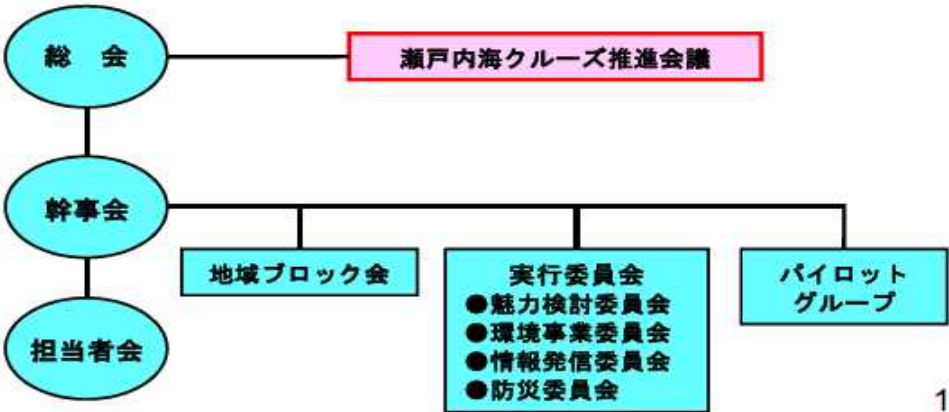 総 会
瀬戸内海クルーズ推進会議
幹事会
地域ブロック会
実行委員会
●魅力検討委員会
●環境事業委員会
●情報発信委員会
●防災委員会
パイロット
グループ
担当者会
1